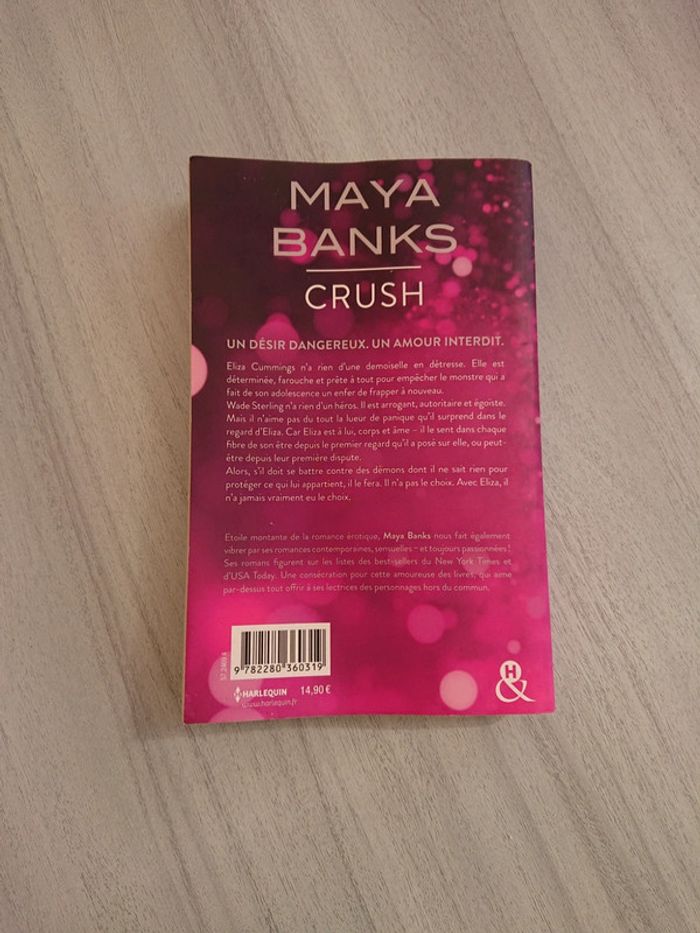 MAYA
BANKS
CRUSH
UN DÉSIR DANGEREUX. UN AMOUR INTERDIT.
Eliza Cummings n'a rien d'une demoiselle en détresse. Elle est
déterminée, farouche et prête à tout pour empêcher le monstre qui a
fait de son adolescence un enfer de frapper à nouveau.
Wade Sterling n'a rien d'un héros. Il est arrogant, autoritaire et égoïste.
Mais il n'aime pas du tout la lueur de panique qu'il surprend dans le
regard d'Eliza. Car Eliza est à lui, corps et âme – il le sent dans chaque
fibre de son être depuis le premier regard qu'il a posé sur elle, ou peut-
être depuis leur première dispute.
Alors, s'il doit se battre contre des démons dont il ne sait rien pour
protéger ce qui lui appartient, il le fera. Il n'a pas le choix. Avec Eliza, il
n'a jamais vraiment eu le choix.
Etoile montante de la romance érotique, Maya Banks nous fait également
vibrer par ses romances contemporaines, sensuelles – et toujours passionnées !
Ses romans figurent sur les listes des best-sellers du New York Times et
d'USA Today. Une consécration pour cette amoureuse des livres, qui aime
par-dessus tout offrir à ses lectrices des personnages hors du commun.
9 782280 360319
HARLEQUIN 14,90 €
www.harlequin.fr
H
&